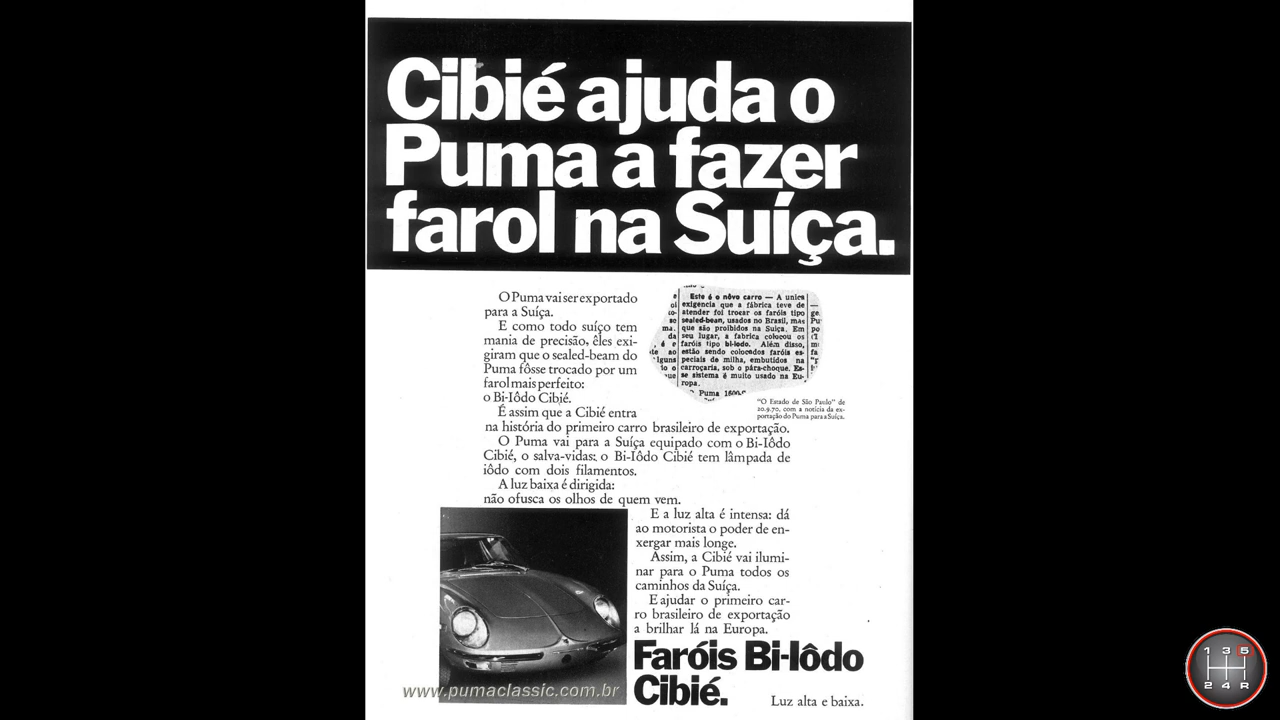 Cibié ajuda o
Puma a fazer
farol na Suíça.
O Puma vai ser exportado
para a Suíça.
E como todo suíço tem
mania de precisão, êles exi-
giram que o sealed-beam do
Puma fôsse trocado por um
farol mais perfeito:
o Bi-Iôdo Cibié.
É assim que a Cibié entra
na história do primeiro carro brasileiro de exportação.
O Puma vai para a Suíça equipado com o Bi-Iôdo
Cibié, o salva-vidas: o Bi-Iôdo Cibié tem lâmpada de
iôdo com dois filamentos.
A luz baixa é dirigida:
não ofusca os olhos de quem vem.
Este é o nôvo carro — A unica
exigencia que a fábrica teve de
atender foi trocar os faróis tipo
sealed-bean, usados no Brasil, mas
que são proibidos na Suiça. Em
seu lugar, a fabrica colocou os
faróis tipo bi-iodo. Além disso,
estão sendo colocados faróis es-
peciais de milha, embutidos na
carroçaria, sob o pára-choque. Es-
se sistema é muito usado na Eu-
ropa.
O Puma 1600
"O Estado de São Paulo" de
20.9.70, com a notícia da ex-
portação do Puma para a Suíça.
E a luz alta é intensa: dá
ao motorista o poder de en-
xergar mais longe.
Assim, a Cibié vai ilumi-
nar para o Puma todos os
caminhos da Suíça.
E ajudar o primeiro car-
ro brasileiro de exportação
a brilhar lá na Europa.
Faróis Bi-Iôdo
Cibié.
Luz alta e baixa.
www.pumaclassic.com.br
1 3 5
2 4 R